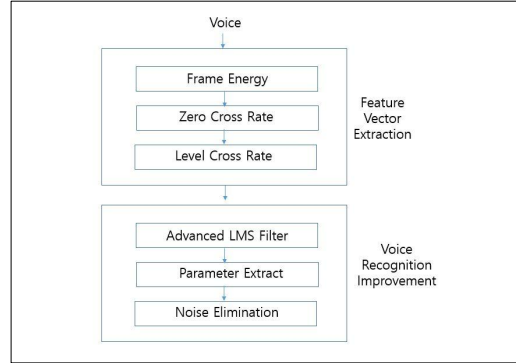 Voice
Frame Energy
Zero Cross Rate
Level Cross Rate
Feature
Vector
Extraction
Advanced LMS Filter
Parameter Extract
Noise Elimination
Voice
Recognition
Improvement